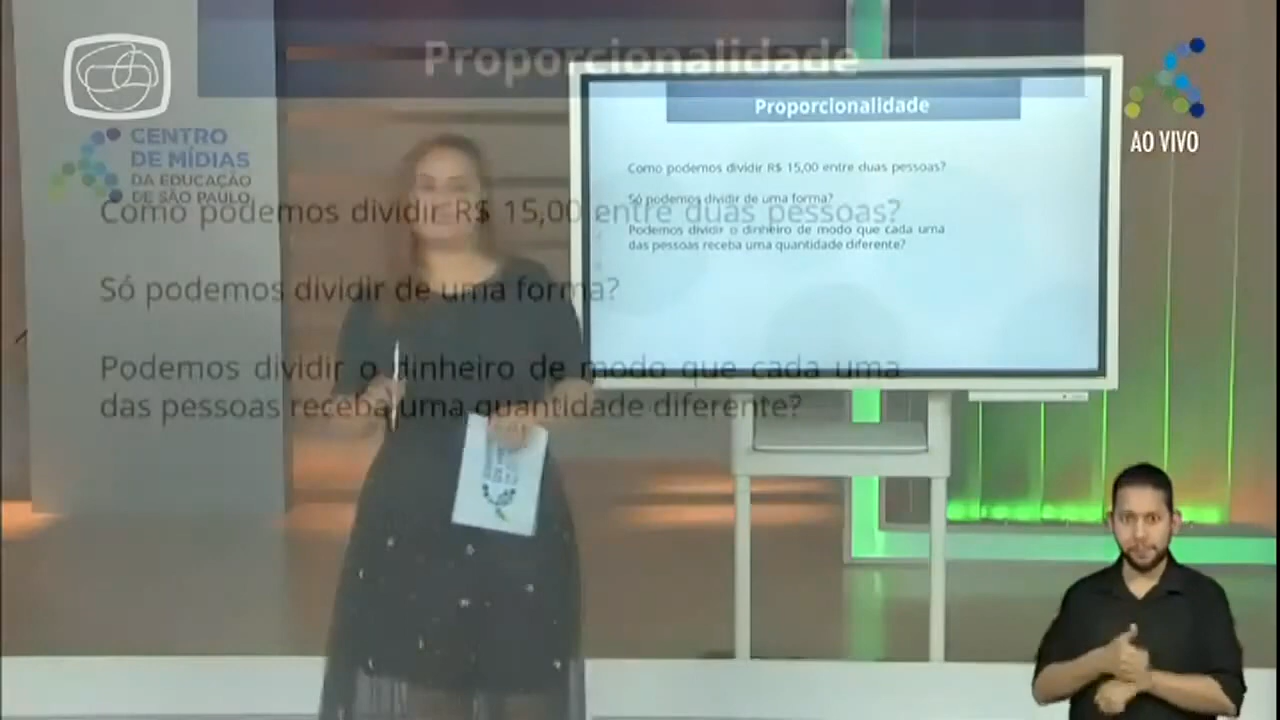 Proporcionalidade
Proporcionalidade
AO VIVO
CENTRO
DE MÍDIAS
DA EDUCAÇÃO
DE SÃO PAULO
Como podemos dividir R$ 15,00 entre duas pessoas?
Só podemos dividir de uma forma?
Podemos dividir o dinheiro de modo que cada uma
das pessoas receba uma quantidade diferente?
Como podemos dividir R$ 15,00 entre duas pessoas?
Só podemos dividir de uma forma?
Podemos dividir o dinheiro de modo que cada uma
das pessoas receba uma quantidade diferente?